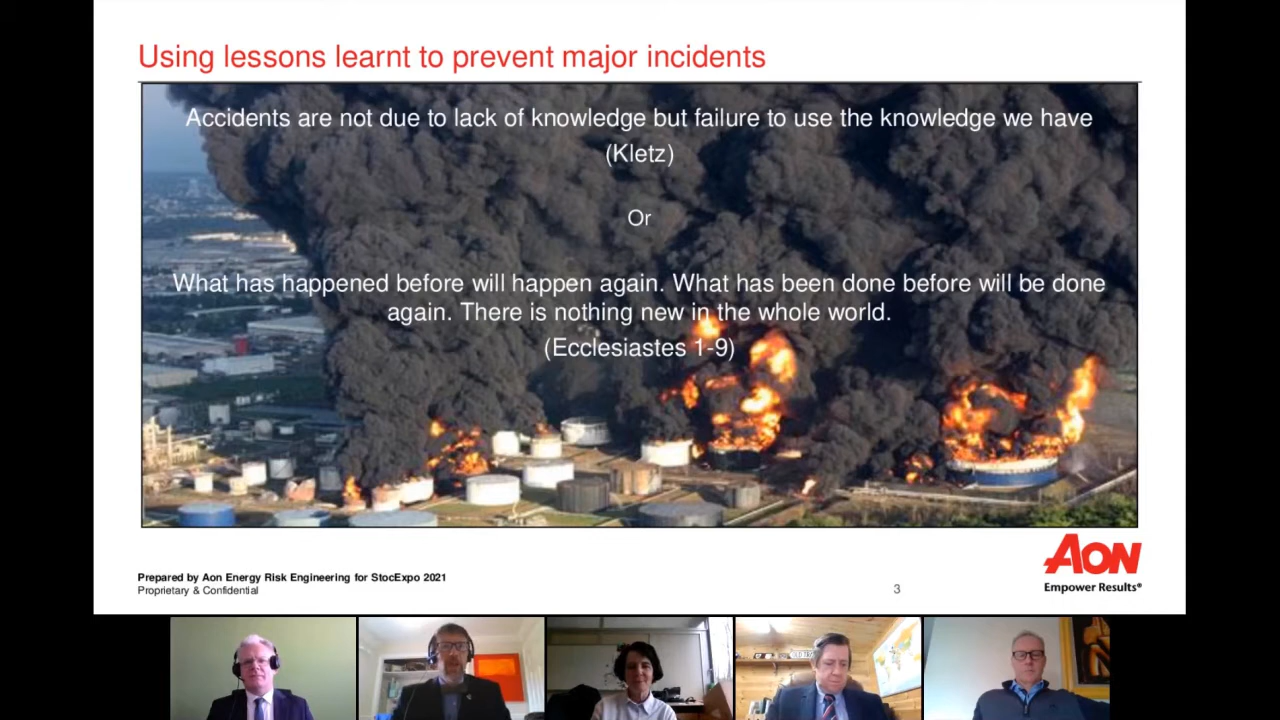 Using lessons learnt to prevent major incidents
Accidents are not due to lack of knowledge but failure to use the knowledge we have
(Kletz)
Or
What has happened before will happen again. What has been done before will be done
again. There is nothing new in the whole world.
(Ecclesiastes 1-9)
Prepared by Aon Energy Risk Engineering for StocExpo 2021
Proprietary & Confidential
3
AON
Empower Results®